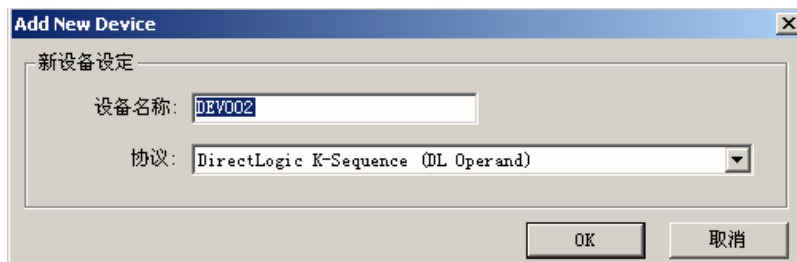 Add New Device
新设备设定
设备名称: DEV002
协议: DirectLogic K-Sequence (DL Operand)
OK 取消